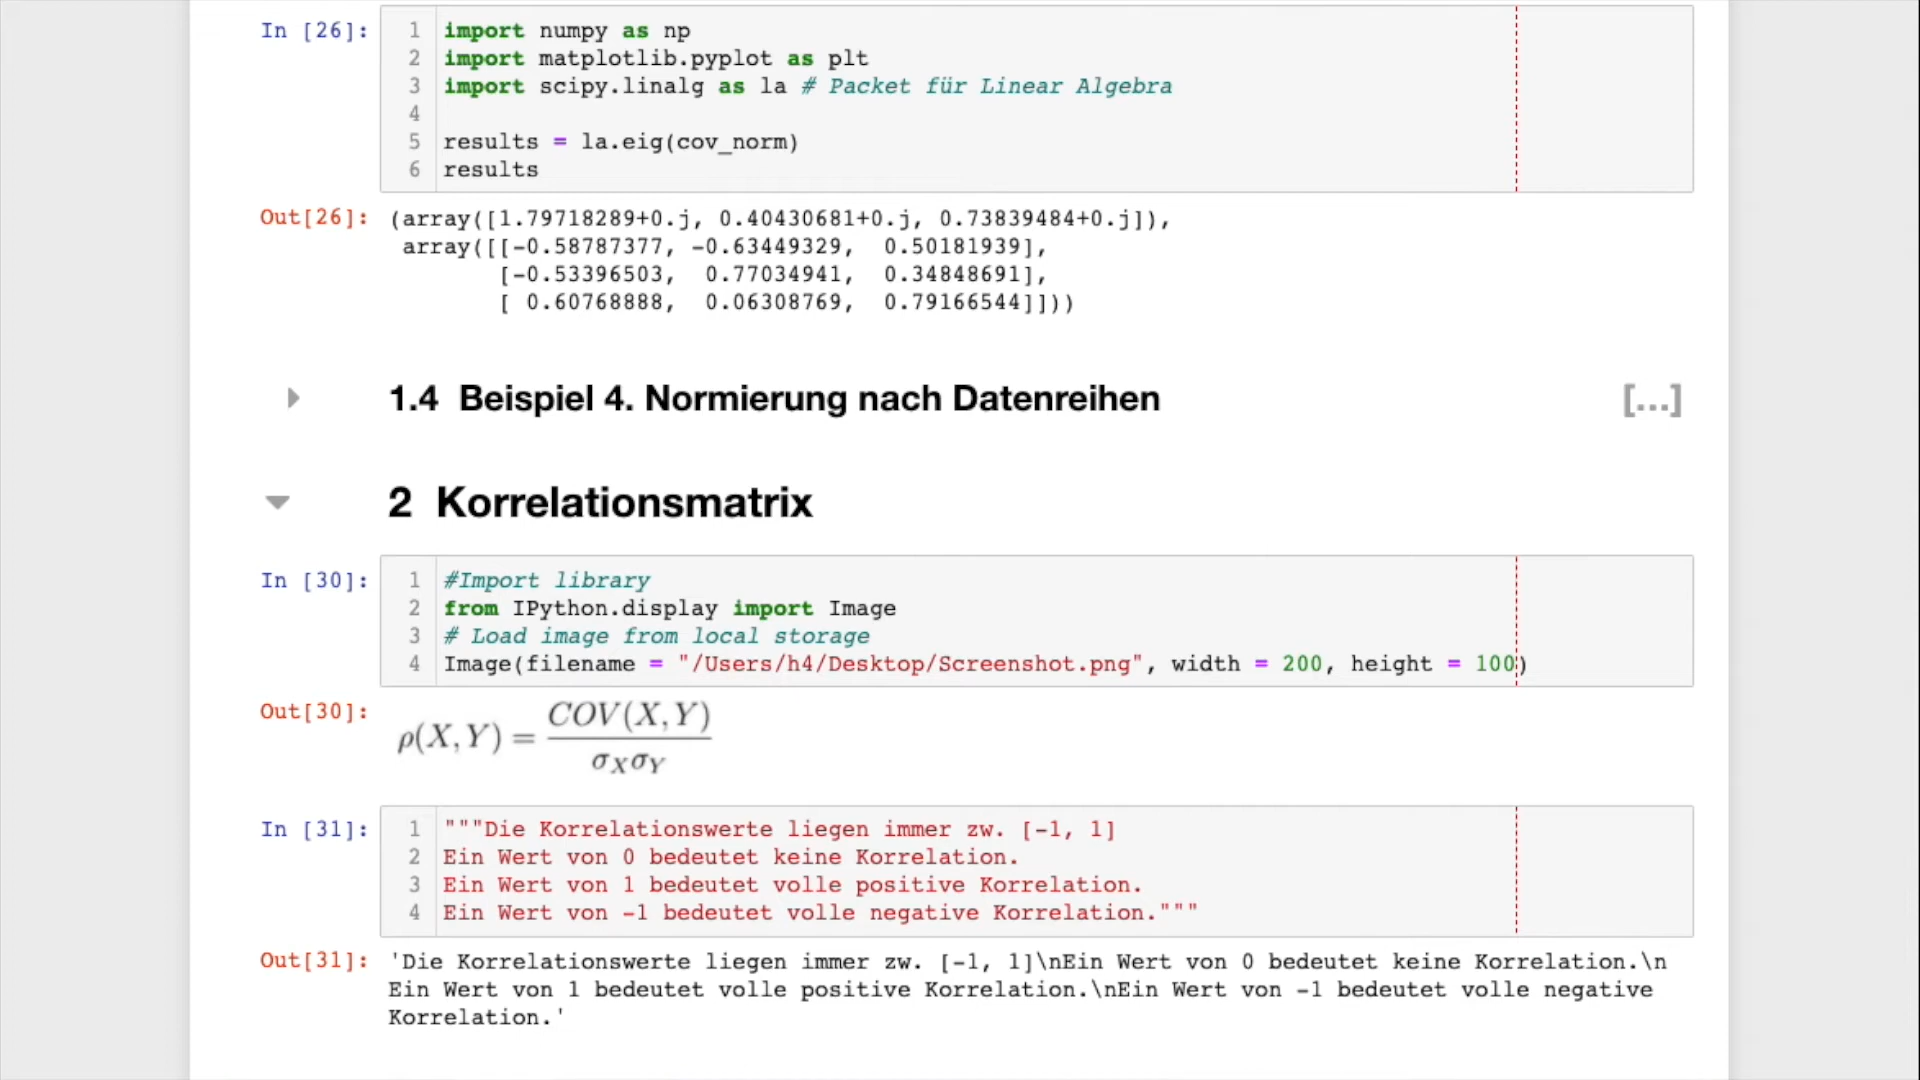 In [26]:
1 import numpy as np
2 import matplotlib.pyplot as plt
3 import scipy.linalg as la # Packet für Linear Algebra
4
5 results = la.eig(cov_norm)
6 results
Out[26]: (array([1.79718289+0.j, 0.40430681+0.j, 0.73839484+0.j]),
array([[-0.58787377, -0.63449329, 0.50181939],
[-0.53396503, 0.77034941, 0.34848691],
[ 0.60768888, 0.06308769, 0.79166544]]))
1.4 Beispiel 4. Normierung nach Datenreihen [...]
2 Korrelationsmatrix
In [30]:
1 #Import library
2 from IPython.display import Image
3 # Load image from local storage
4 Image(filename = "/Users/h4/Desktop/Screenshot.png", width = 200, height = 100)
Out[30]:
ρ(X,Y) = COV(X,Y) / σXσY
In [31]:
1 """Die Korrelationswerte liegen immer zw. [-1, 1]
2 Ein Wert von 0 bedeutet keine Korrelation.
3 Ein Wert von 1 bedeutet volle positive Korrelation.
4 Ein Wert von -1 bedeutet volle negative Korrelation."""
Out[31]: 'Die Korrelationswerte liegen immer zw. [-1, 1]\nEin Wert von 0 bedeutet keine Korrelation.\n
Ein Wert von 1 bedeutet volle positive Korrelation.\nEin Wert von -1 bedeutet volle negative
Korrelation.'